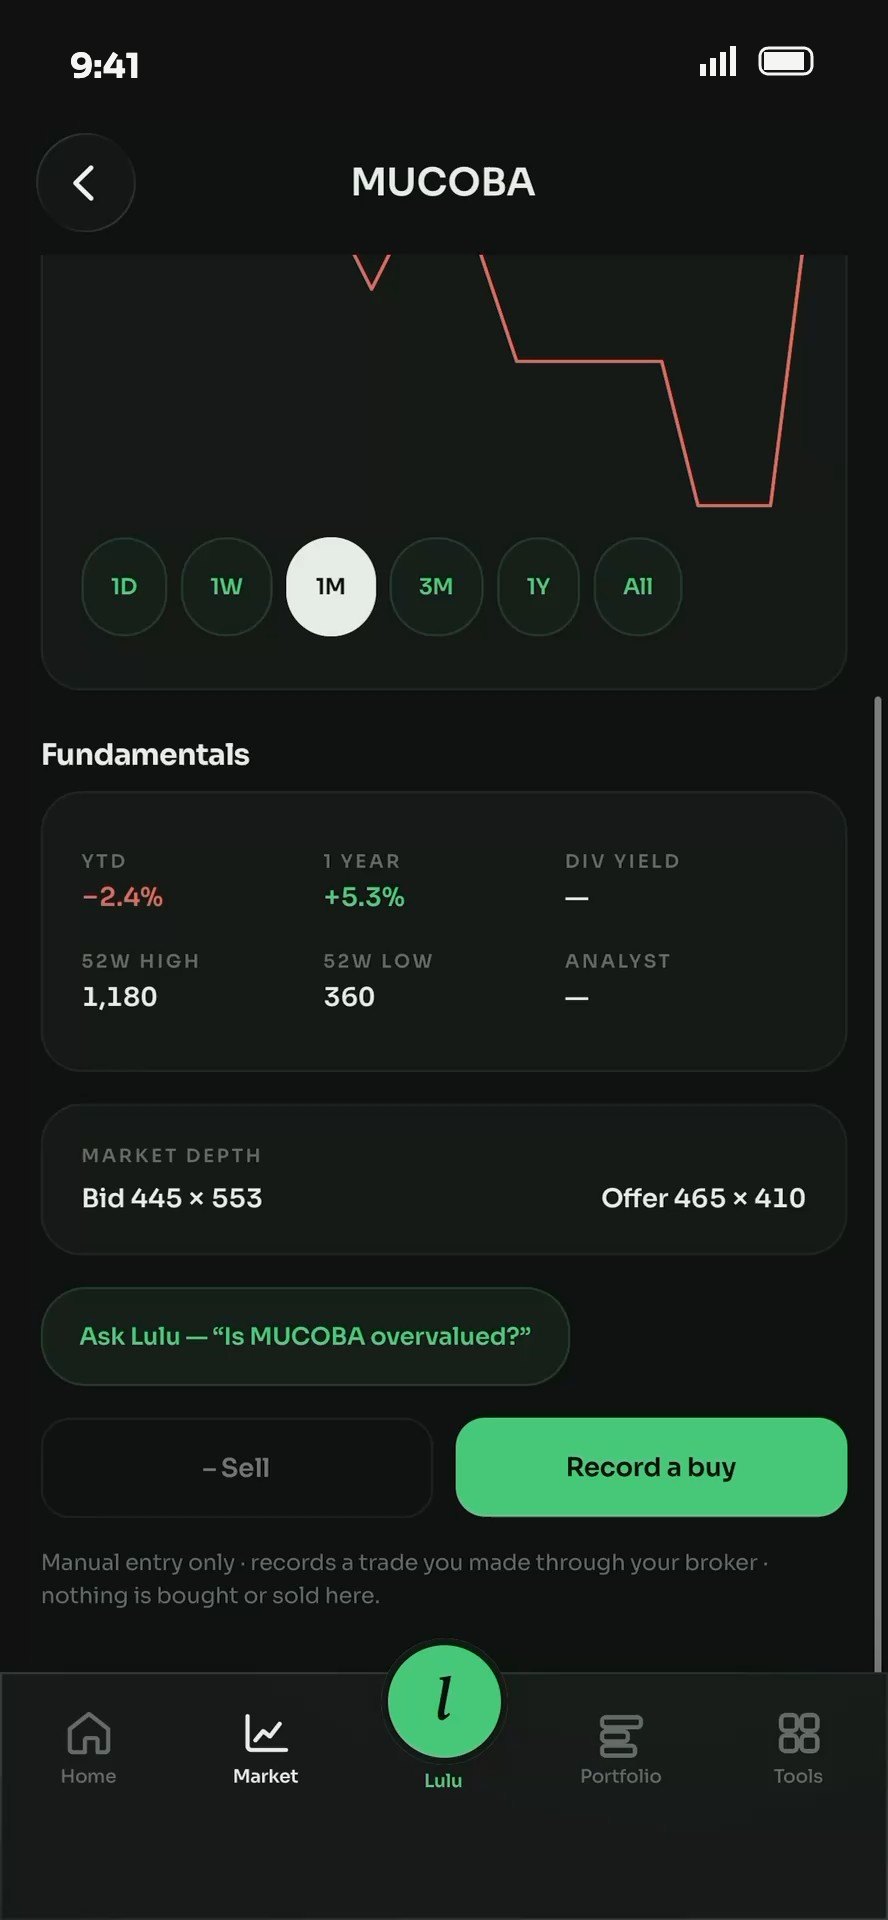 9:41
MUCOBA
1D 1W 1M 3M 1Y All
Fundamentals
YTD 1 YEAR DIV YIELD
−2.4% +5.3% —
52W HIGH 52W LOW ANALYST
1,180 360 —
MARKET DEPTH
Bid 445 × 553 Offer 465 × 410
Ask Lulu — “Is MUCOBA overvalued?”
– Sell Record a buy
Manual entry only · records a trade you made through your broker ·
nothing is bought or sold here.
l
Home Market Lulu Portfolio Tools